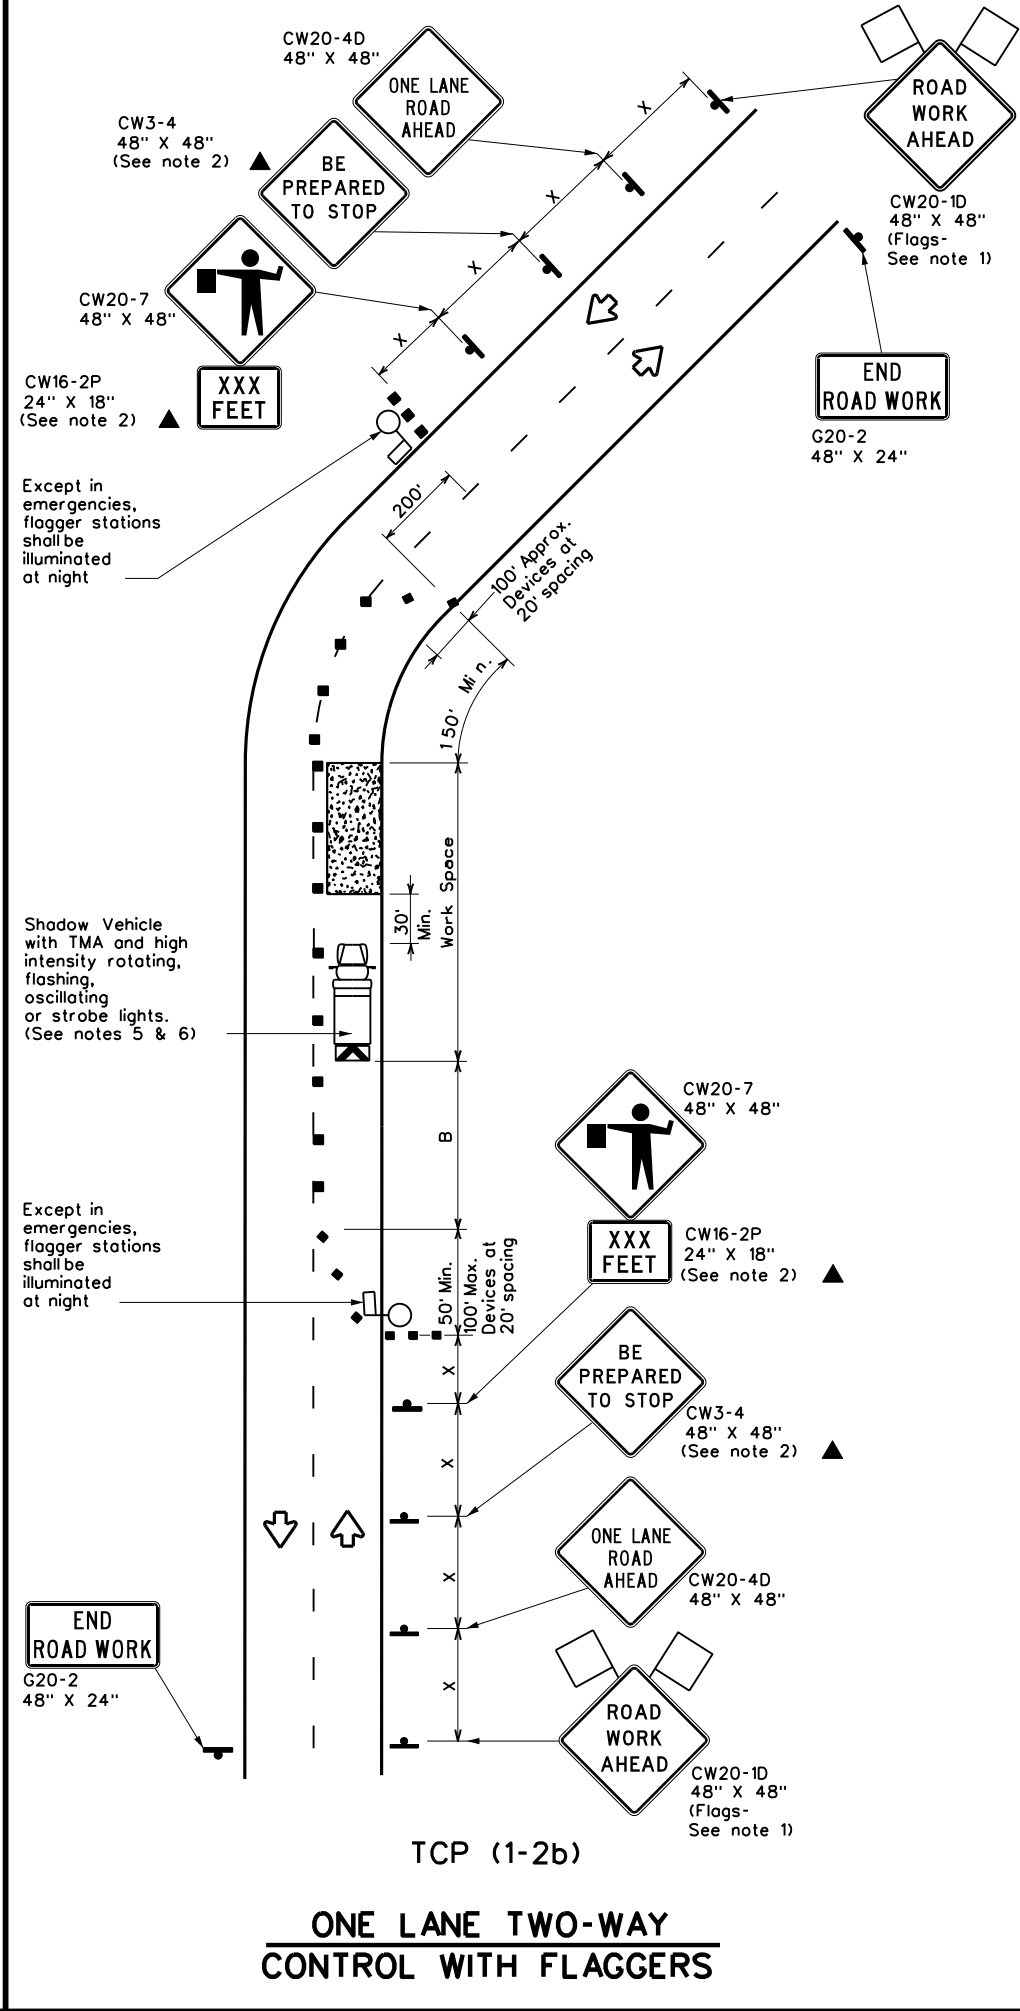 CW20-4D
48" X 48"
ONE LANE
ROAD
AHEAD
X
ROAD
WORK
AHEAD
CW20-1D
48" X 48"
(Flags-
See note 1)
CW3-4
48" X 48"
(See note 2)
BE
PREPARED
TO STOP
X
X
CW20-7
48" X 48"
X
CW16-2P
24" X 18"
(See note 2)
XXX
FEET
END
ROAD WORK
G20-2
48" X 24"
Except in
emergencies,
flagger stations
shall be
illuminated
at night
200'
100' Approx.
Devices at
20' spacing
150' Min.
Work Space
30'
Min.
Shadow Vehicle
with TMA and high
intensity rotating,
flashing,
oscillating
or strobe lights.
(See notes 5 & 6)
B
CW20-7
48" X 48"
XXX
FEET
CW16-2P
24" X 18"
(See note 2)
Except in
emergencies,
flagger stations
shall be
illuminated
at night
50' Min.
100' Max.
Devices at
20' spacing
X
BE
PREPARED
TO STOP
CW3-4
48" X 48"
(See note 2)
X
ONE LANE
ROAD
AHEAD
CW20-4D
48" X 48"
X
END
ROAD WORK
G20-2
48" X 24"
X
ROAD
WORK
AHEAD
CW20-1D
48" X 48"
(Flags-
See note 1)
TCP (1-2b)
ONE LANE TWO-WAY
CONTROL WITH FLAGGERS